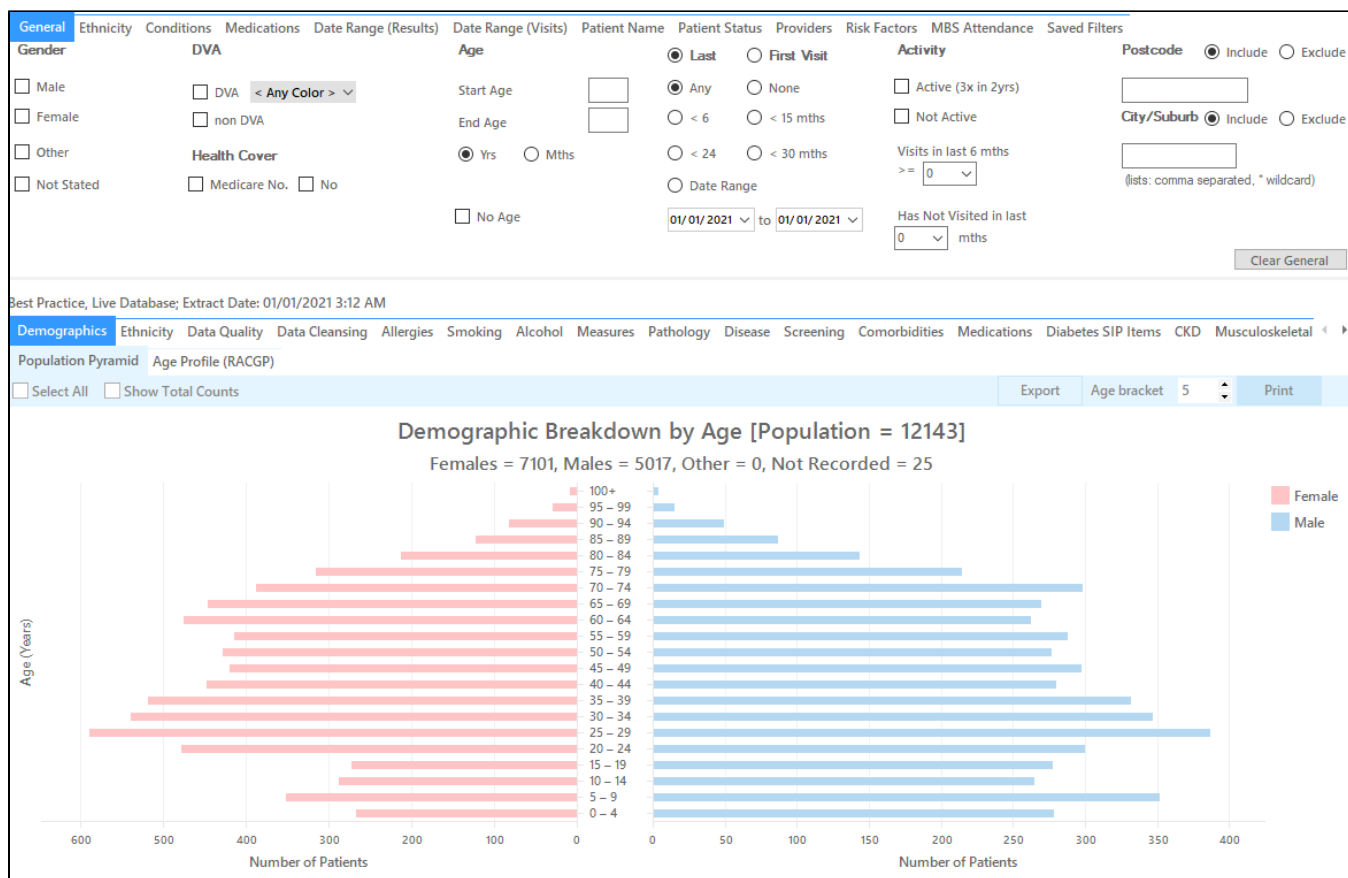 General Ethnicity Conditions Medications Date Range (Results) Date Range (Visits) Patient Name Patient Status Providers Risk Factors MBS Attendance Saved Filters
Gender DVA Age Last First Visit Activity Postcode Include Exclude
Male DVA < Any Color > Start Age Any None Active (3x in 2yrs)
Female non DVA End Age < 6 < 15 mths Not Active City/Suburb Include Exclude
Other Health Cover Yrs Mths < 24 < 30 mths Visits in last 6 mths
>= 0
Not Stated Medicare No. No Date Range (lists: comma separated, * wildcard)
No Age 01/01/2021 to 01/01/2021 Has Not Visited in last
0 mths
Clear General
Best Practice, Live Database; Extract Date: 01/01/2021 3:12 AM
Demographics Ethnicity Data Quality Data Cleansing Allergies Smoking Alcohol Measures Pathology Disease Screening Comorbidities Medications Diabetes SIP Items CKD Musculoskeletal
Population Pyramid Age Profile (RACGP)
Select All Show Total Counts Export Age bracket 5 Print
Demographic Breakdown by Age [Population = 12143]
Females = 7101, Males = 5017, Other = 0, Not Recorded = 25
Female
Male
Age (Years)
100+
95 – 99
90 – 94
85 – 89
80 – 84
75 – 79
70 – 74
65 – 69
60 – 64
55 – 59
50 – 54
45 – 49
40 – 44
35 – 39
30 – 34
25 – 29
20 – 24
15 – 19
10 – 14
5 – 9
0 – 4
600 500 400 300 200 100 0 0 50 100 150 200 250 300 350 400
Number of Patients Number of Patients